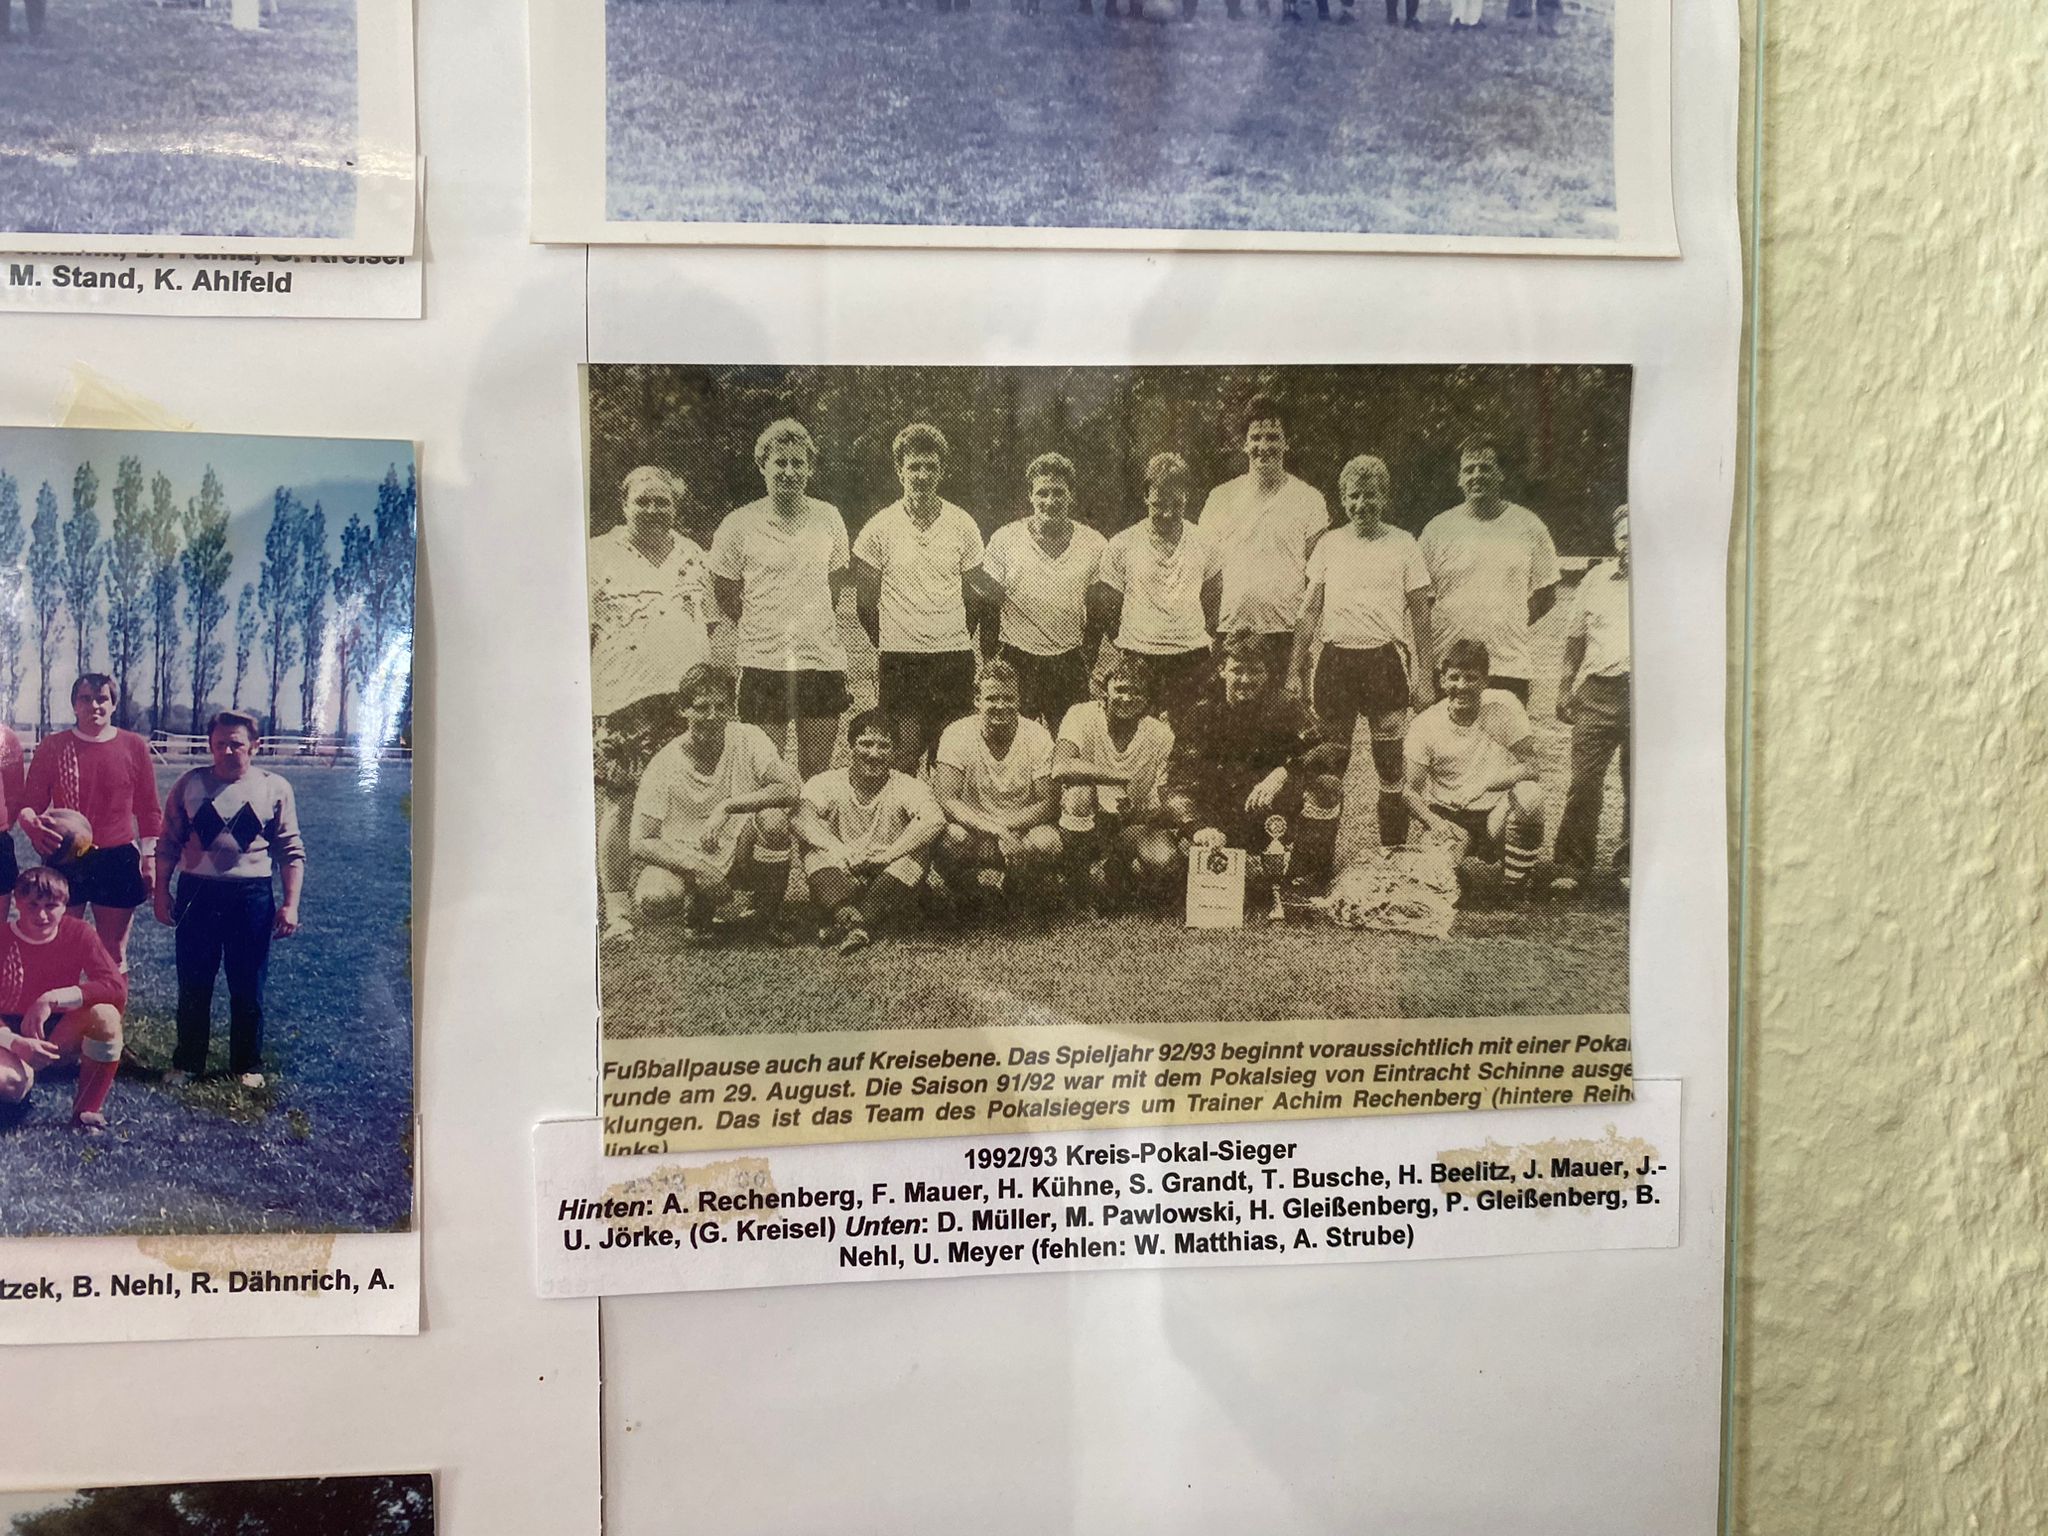 M. Stand, K. Ahlfeld
Fußballpause auch auf Kreisebene. Das Spieljahr 92/93 beginnt voraussichtlich mit einer Poka
runde am 29. August. Die Saison 91/92 war mit dem Pokalsieg von Eintracht Schinne ausge
klungen. Das ist das Team des Pokalsiegers um Trainer Achim Rechenberg (hintere Reihe
links)
1992/93 Kreis-Pokal-Sieger
Hinten: A. Rechenberg, F. Mauer, H. Kühne, S. Grandt, T. Busche, H. Beelitz, J. Mauer, J.-
U. Jörke, (G. Kreisel) Unten: D. Müller, M. Pawlowski, H. Gleißenberg, P. Gleißenberg, B.
Nehl, U. Meyer (fehlen: W. Matthias, A. Strube)
tzek, B. Nehl, R. Dähnrich, A.